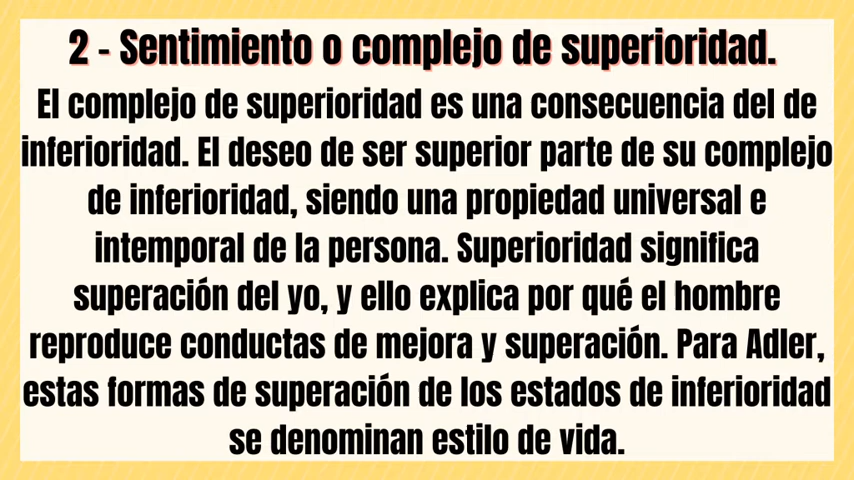 2 - Sentimiento o complejo de superioridad.
El complejo de superioridad es una consecuencia del de
inferioridad. El deseo de ser superior parte de su complejo
de inferioridad, siendo una propiedad universal e
intemporal de la persona. Superioridad significa
superación del yo, y ello explica por qué el hombre
reproduce conductas de mejora y superación. Para Adler,
estas formas de superación de los estados de inferioridad
se denominan estilo de vida.